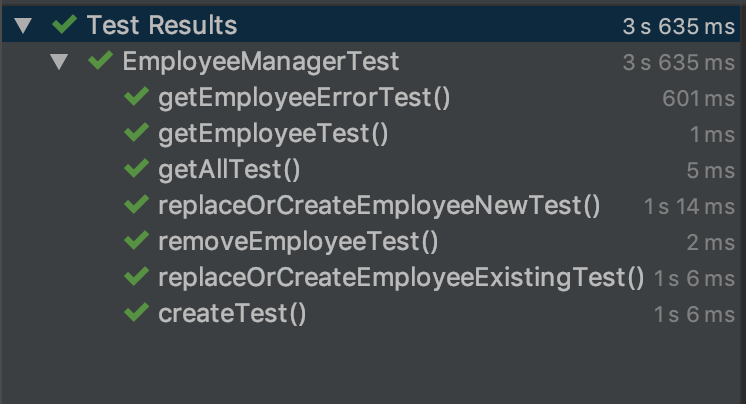 Test Results 3 s 635 ms
EmployeeManagerTest 3 s 635 ms
getEmployeeErrorTest() 601 ms
getEmployeeTest() 1 ms
getAllTest() 5 ms
replaceOrCreateEmployeeNewTest() 1 s 14 ms
removeEmployeeTest() 2 ms
replaceOrCreateEmployeeExistingTest() 1 s 6 ms
createTest() 1 s 6 ms